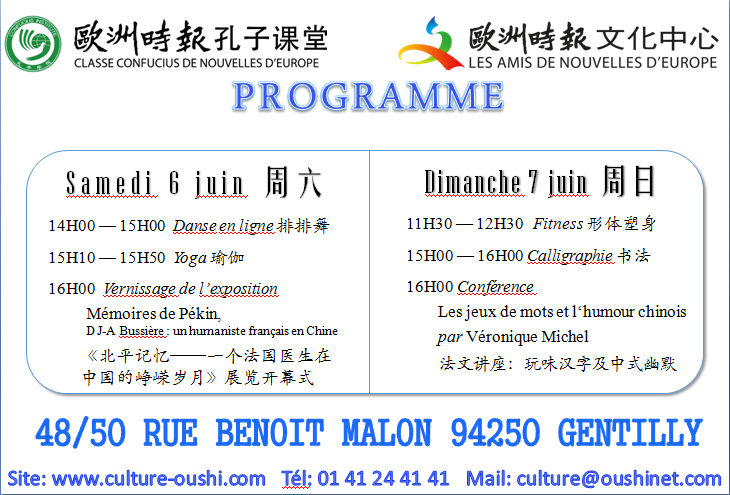 欧洲時報孔子课堂
CLASSE CONFUCIUS DE NOUVELLES D'EUROPE
欧洲時報文化中心
LES AMIS DE NOUVELLES D'EUROPE
PROGRAMME
Samedi 6 juin 周六
14H00 — 15H00 Danse en ligne 排排舞
15H10 — 15H50 Yoga 瑜伽
16H00 Vernissage de l'exposition
Mémoires de Pékin,
D J-A Bussière : un humaniste français en Chine
《北平记忆——一个法国医生在
中国的峥嵘岁月》展览开幕式
Dimanche 7 juin 周日
11H30 — 12H30 Fitness 形体塑身
15H00 — 16H00 Calligraphie 书法
16H00 Conférence
Les jeux de mots et l‘humour chinois
par Véronique Michel
法文讲座：玩味汉字及中式幽默
48/50 RUE BENOIT MALON 94250 GENTILLY
Site: www.culture-oushi.com Tél; 01 41 24 41 41 Mail: culture@oushinet.com